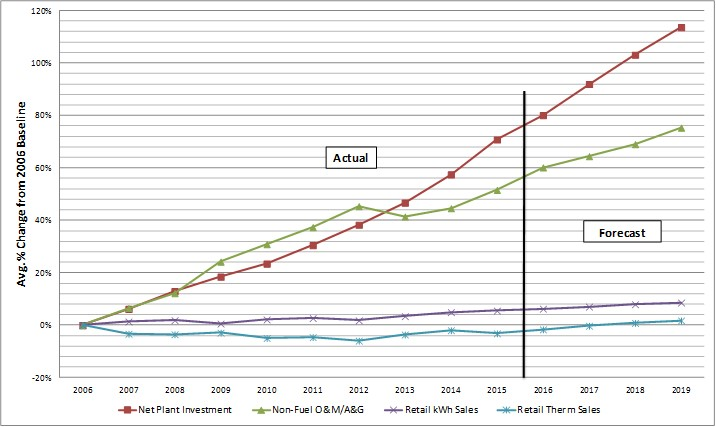 Avg.% Change from 2006 Baseline
120%
100%
80%
60%
40%
20%
0%
-20%
Actual
Forecast
2006 2007 2008 2009 2010 2011 2012 2013 2014 2015 2016 2017 2018 2019
Net Plant Investment Non-Fuel O&M/A&G Retail kWh Sales Retail Therm Sales